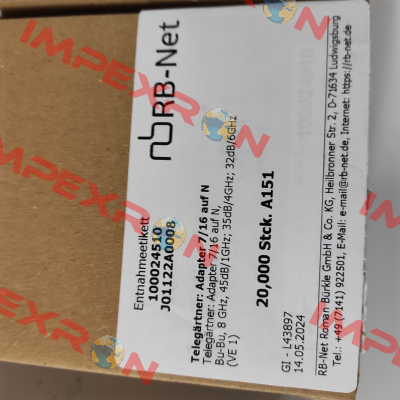 RB-Net
Entnahmeetikett
100024510
J01122A0008
Telegärtner: Adapter 7/16 auf N
Telegärtner: Adapter 7/16 auf N,
Bu-Bu, 8 GHz, 45dB/1GHz; 35dB/4GHz; 32dB/6GHz
(VE 1)
20,000 Stck. A151
GI - L43897
14.05.2024
RB-Net Roman Bürkle GmbH & Co. KG, Heilbronner Str. 2, D-71634 Ludwigsburg
Tel.: +49 (7141) 922501, E-Mail: e-mail@rb-net.de, Internet: https://rb-net.de
IMPEXRON
IMPEXRON
IMPEXRON